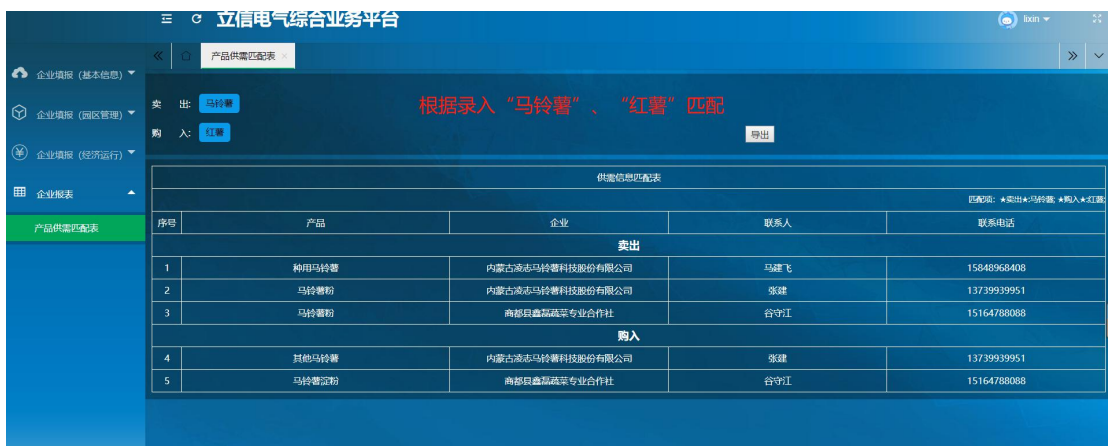 立信电气综合业务平台
lixin
产品供需匹配表
企业填报（基本信息）
企业填报（园区管理）
企业填报（经济运行）
企业报表
产品供需匹配表
卖 出: 马铃薯
购 入: 红薯
根据录入“马铃薯”、“红薯”匹配
导出
供需信息匹配表
匹配项: ★卖出★:马铃薯; ★购入★:红薯;
序号 产品 企业 联系人 联系电话
卖出
1 种用马铃薯 内蒙古凌志马铃薯科技股份有限公司 马建飞 15848968408
2 马铃薯粉 内蒙古凌志马铃薯科技股份有限公司 张建 13739939951
3 马铃薯粉 商都县鑫磊蔬菜专业合作社 谷守江 15164788088
购入
4 其他马铃薯 内蒙古凌志马铃薯科技股份有限公司 张建 13739939951
5 马铃薯淀粉 商都县鑫磊蔬菜专业合作社 谷守江 15164788088